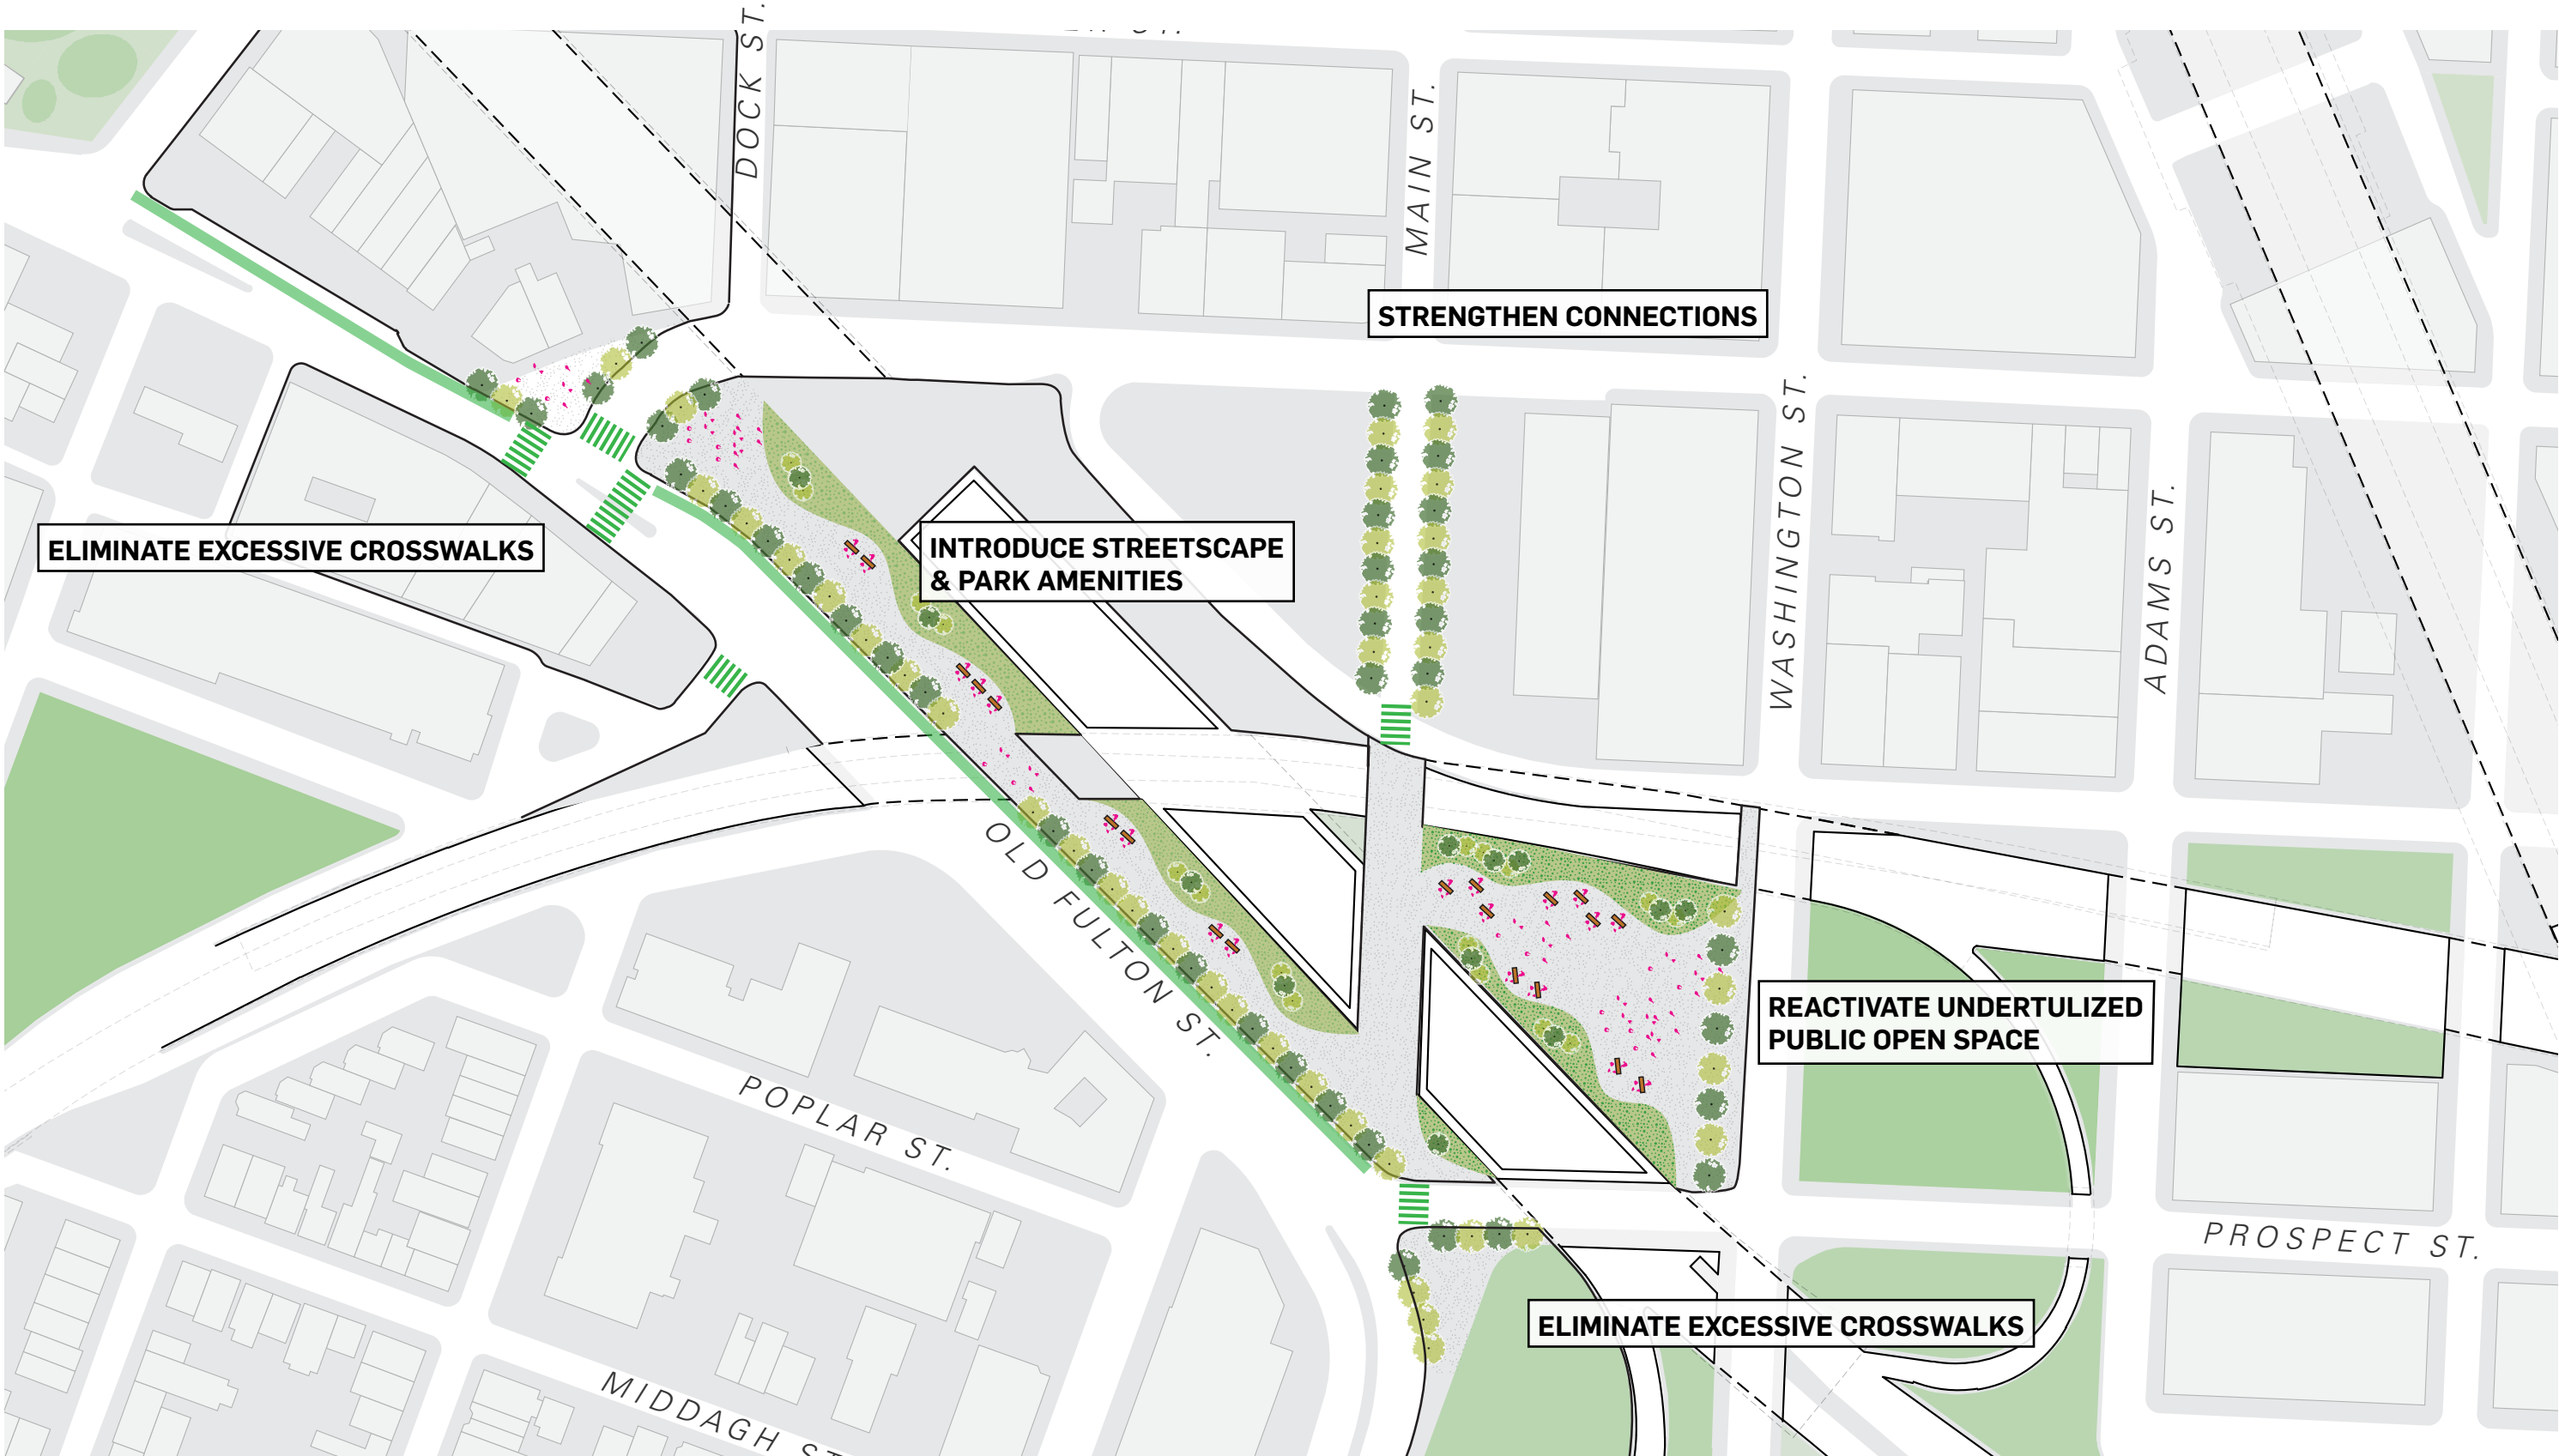 DOCK ST.
MAIN ST.
STRENGTHEN CONNECTIONS
WASHINGTON ST.
ADAMS ST.
ELIMINATE EXCESSIVE CROSSWALKS
INTRODUCE STREETSCAPE
& PARK AMENITIES
OLD FULTON ST.
REACTIVATE UNDERTULIZED
PUBLIC OPEN SPACE
POPLAR ST.
PROSPECT ST.
ELIMINATE EXCESSIVE CROSSWALKS
MIDDAGH ST